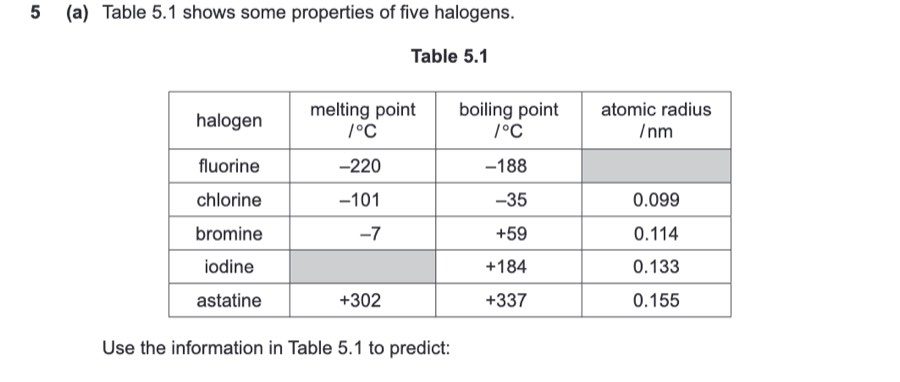 5 (a) Table 5.1 shows some properties of five halogens.
Table 5.1
halogen melting point /°C boiling point /°C atomic radius /nm
fluorine –220 –188
chlorine –101 –35 0.099
bromine –7 +59 0.114
iodine +184 0.133
astatine +302 +337 0.155
Use the information in Table 5.1 to predict: